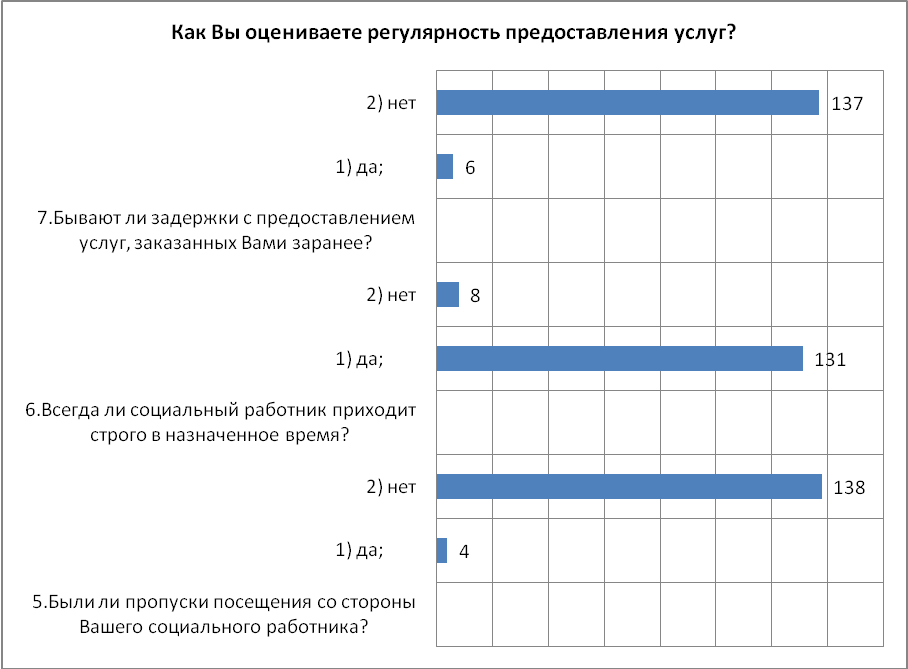 Как Вы оцениваете регулярность предоставления услуг?
2) нет
137
1) да;
6
7.Бывают ли задержки с предоставлением
услуг, заказанных Вами заранее?
2) нет
8
1) да;
131
6.Всегда ли социальный работник приходит
строго в назначенное время?
2) нет
138
1) да;
4
5.Были ли пропуски посещения со стороны
Вашего социального работника?